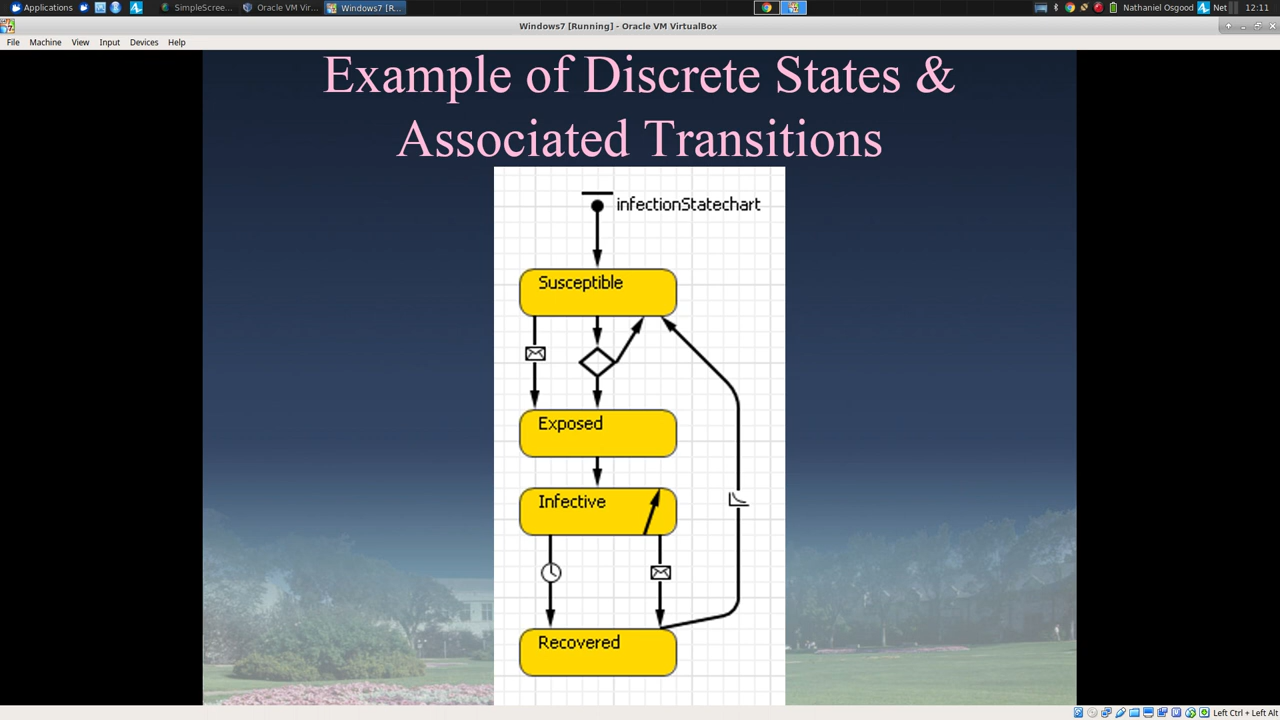 Applications
SimpleScree...
Oracle VM Vir...
Windows7 [R...
Nathaniel Osgood
Net
12:11
Windows7 [Running] - Oracle VM VirtualBox
File Machine View Input Devices Help
Example of Discrete States &
Associated Transitions
infectionStatechart
Susceptible
Exposed
Infective
Recovered
Left Ctrl + Left Alt